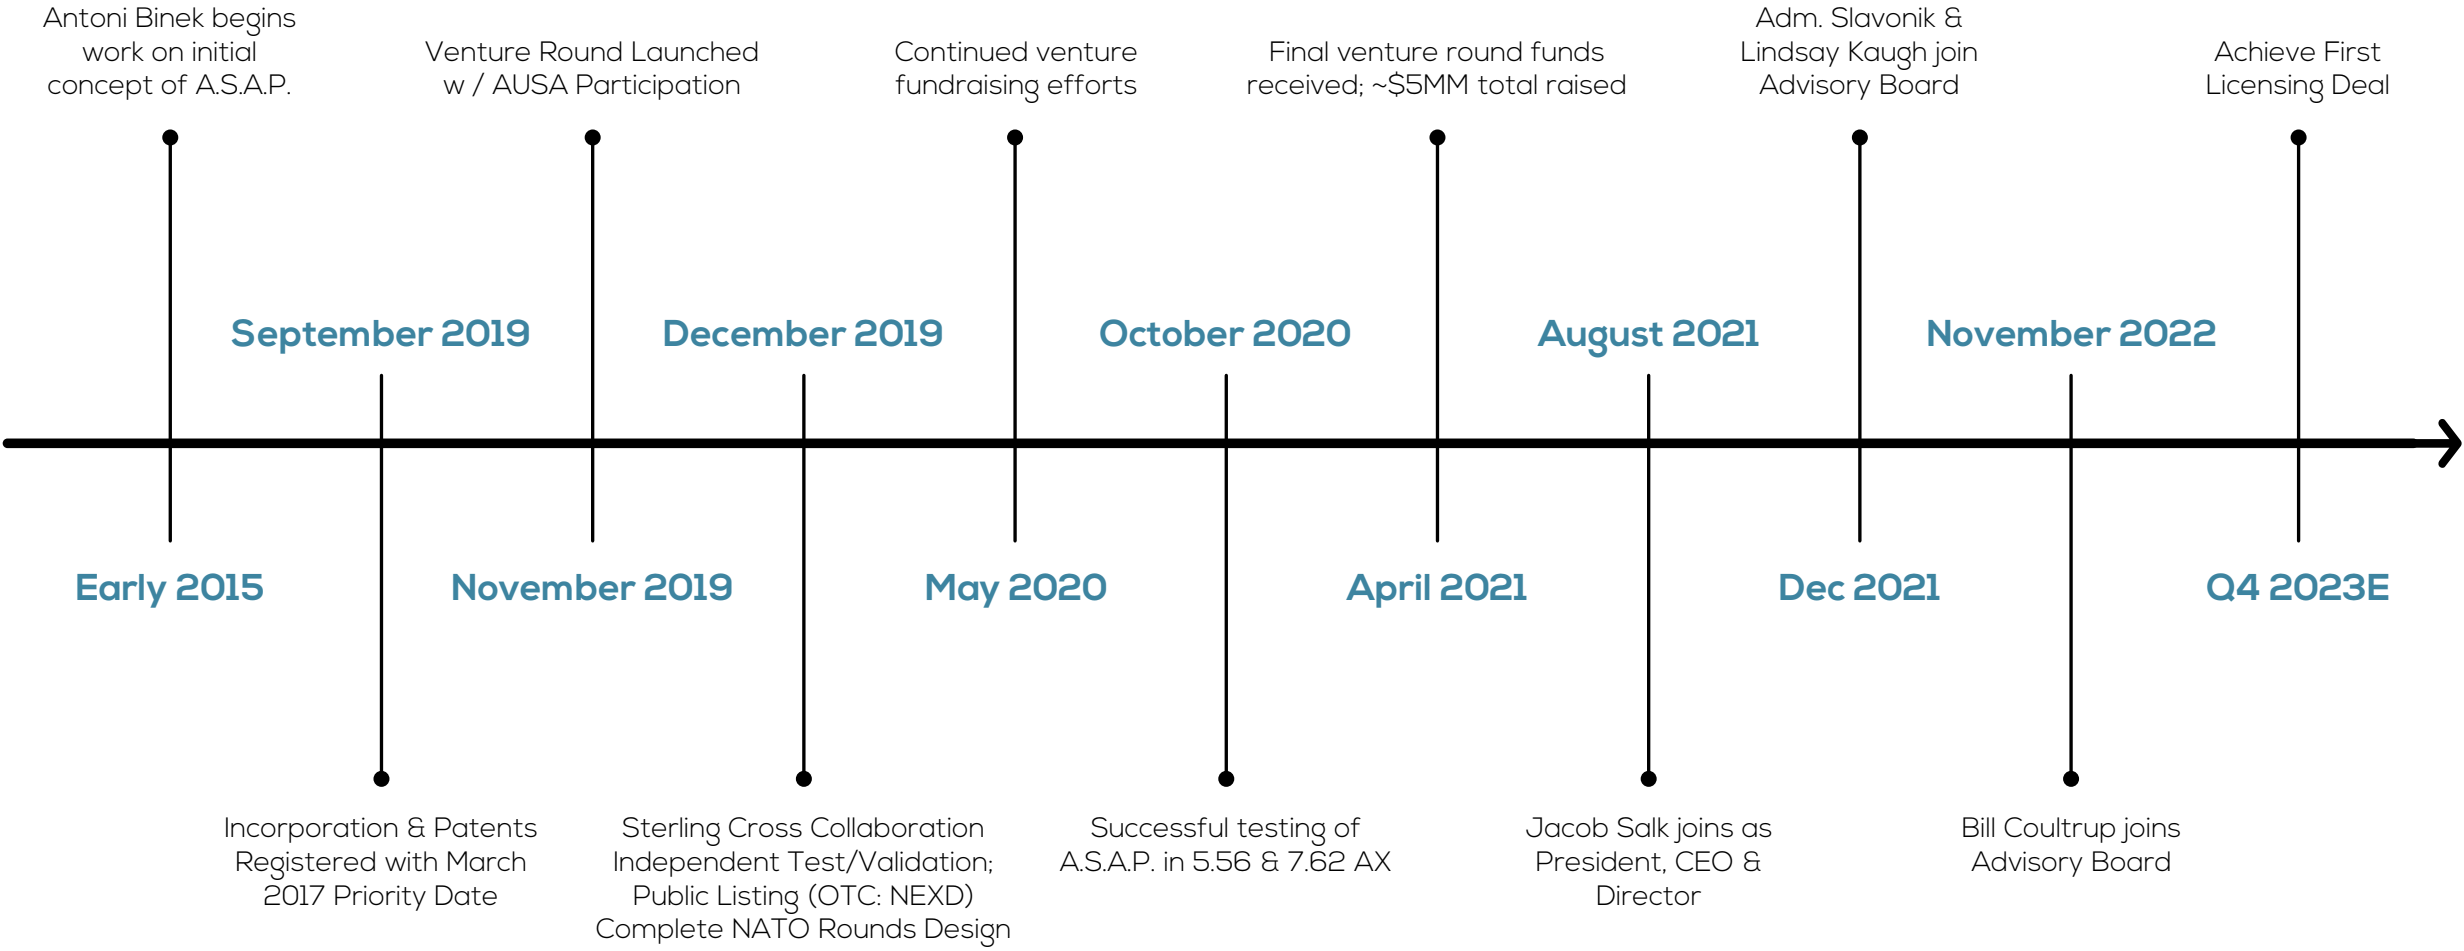 Antoni Binek begins
work on initial
concept of A.S.A.P.
Venture Round Launched
w / AUSA Participation
Continued venture
fundraising efforts
Final venture round funds
received; ~$5MM total raised
Adm. Slavonik &
Lindsay Kaugh join
Advisory Board
Achieve First
Licensing Deal
September 2019
December 2019
October 2020
August 2021
November 2022
Early 2015
November 2019
May 2020
April 2021
Dec 2021
Q4 2023E
Incorporation & Patents
Registered with March
2017 Priority Date
Sterling Cross Collaboration
Independent Test/Validation;
Public Listing (OTC: NEXD)
Complete NATO Rounds Design
Successful testing of
A.S.A.P. in 5.56 & 7.62 AX
Jacob Salk joins as
President, CEO &
Director
Bill Coultrup joins
Advisory Board